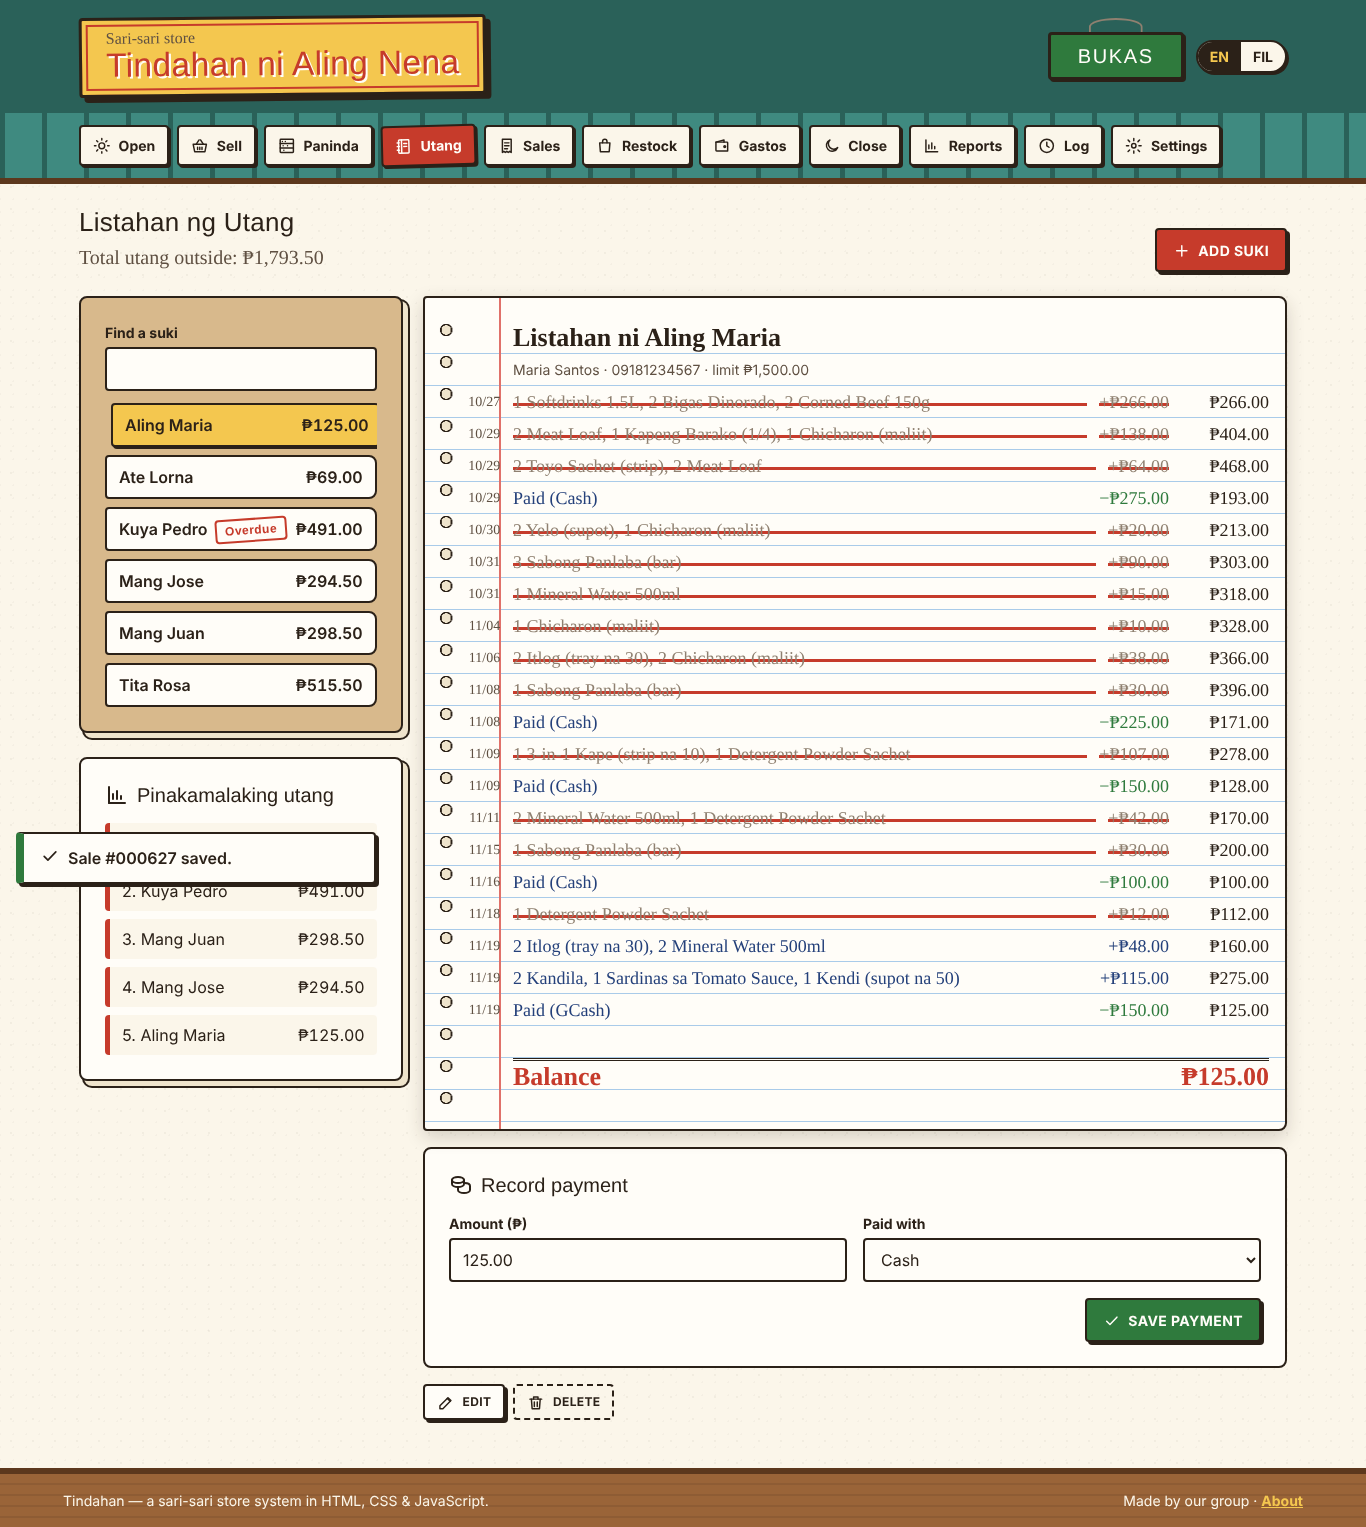 Sari-sari store
Tindahan ni Aling Nena
BUKAS
EN FIL
Open Sell Paninda Utang Sales Restock Gastos Close Reports Log Settings
Listahan ng Utang
Total utang outside: ₱1,793.50
ADD SUKI
Find a suki
Aling Maria ₱125.00
Ate Lorna ₱69.00
Kuya Pedro Overdue ₱491.00
Mang Jose ₱294.50
Mang Juan ₱298.50
Tita Rosa ₱515.50
Pinakamalaking utang
Sale #000627 saved.
2. Kuya Pedro ₱491.00
3. Mang Juan ₱298.50
4. Mang Jose ₱294.50
5. Aling Maria ₱125.00
Listahan ni Aling Maria
Maria Santos · 09181234567 · limit ₱1,500.00
10/27 1 Softdrinks 1.5L, 2 Bigas Dinorado, 2 Corned Beef 150g +₱266.00 ₱266.00
10/29 2 Meat Loaf, 1 Kapeng Barako (1/4), 1 Chicharon (maliit) +₱138.00 ₱404.00
10/29 2 Toyo Sachet (strip), 2 Meat Loaf +₱64.00 ₱468.00
10/29 Paid (Cash) −₱275.00 ₱193.00
10/30 2 Yelo (supot), 1 Chicharon (maliit) +₱20.00 ₱213.00
10/31 3 Sabong Panlaba (bar) +₱90.00 ₱303.00
10/31 1 Mineral Water 500ml +₱15.00 ₱318.00
11/04 1 Chicharon (maliit) +₱10.00 ₱328.00
11/06 2 Itlog (tray na 30), 2 Chicharon (maliit) +₱38.00 ₱366.00
11/08 1 Sabong Panlaba (bar) +₱30.00 ₱396.00
11/08 Paid (Cash) −₱225.00 ₱171.00
11/09 1 3-in-1 Kape (strip na 10), 1 Detergent Powder Sachet +₱107.00 ₱278.00
11/09 Paid (Cash) −₱150.00 ₱128.00
11/11 2 Mineral Water 500ml, 1 Detergent Powder Sachet +₱42.00 ₱170.00
11/15 1 Sabong Panlaba (bar) +₱30.00 ₱200.00
11/16 Paid (Cash) −₱100.00 ₱100.00
11/18 1 Detergent Powder Sachet +₱12.00 ₱112.00
11/19 2 Itlog (tray na 30), 2 Mineral Water 500ml +₱48.00 ₱160.00
11/19 2 Kandila, 1 Sardinas sa Tomato Sauce, 1 Kendi (supot na 50) +₱115.00 ₱275.00
11/19 Paid (GCash) −₱150.00 ₱125.00
Balance ₱125.00
Record payment
Amount (₱) Paid with
125.00 Cash
SAVE PAYMENT
EDIT DELETE
Tindahan — a sari-sari store system in HTML, CSS & JavaScript. Made by our group · About